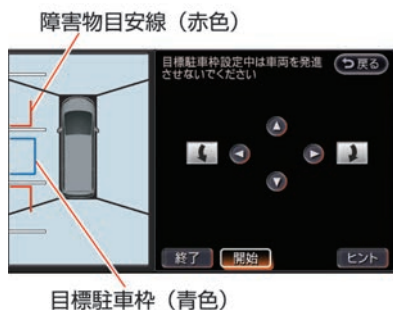 障害物目安線（赤色）
目標駐車枠設定中は車両を発進
させないでください
戻る
終了
開始
ヒント
目標駐車枠（青色）